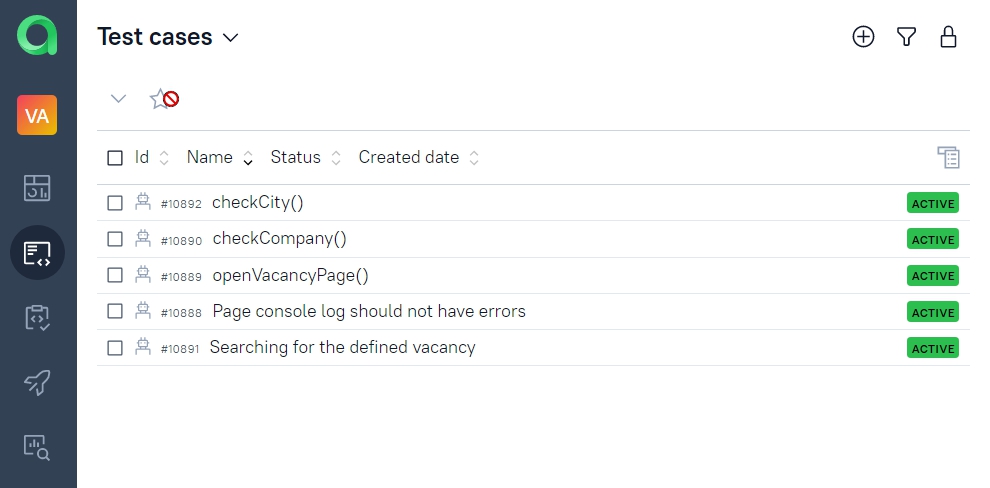 Test cases
VA
Id Name Status Created date
#10892 checkCity() ACTIVE
#10890 checkCompany() ACTIVE
#10889 openVacancyPage() ACTIVE
#10888 Page console log should not have errors ACTIVE
#10891 Searching for the defined vacancy ACTIVE